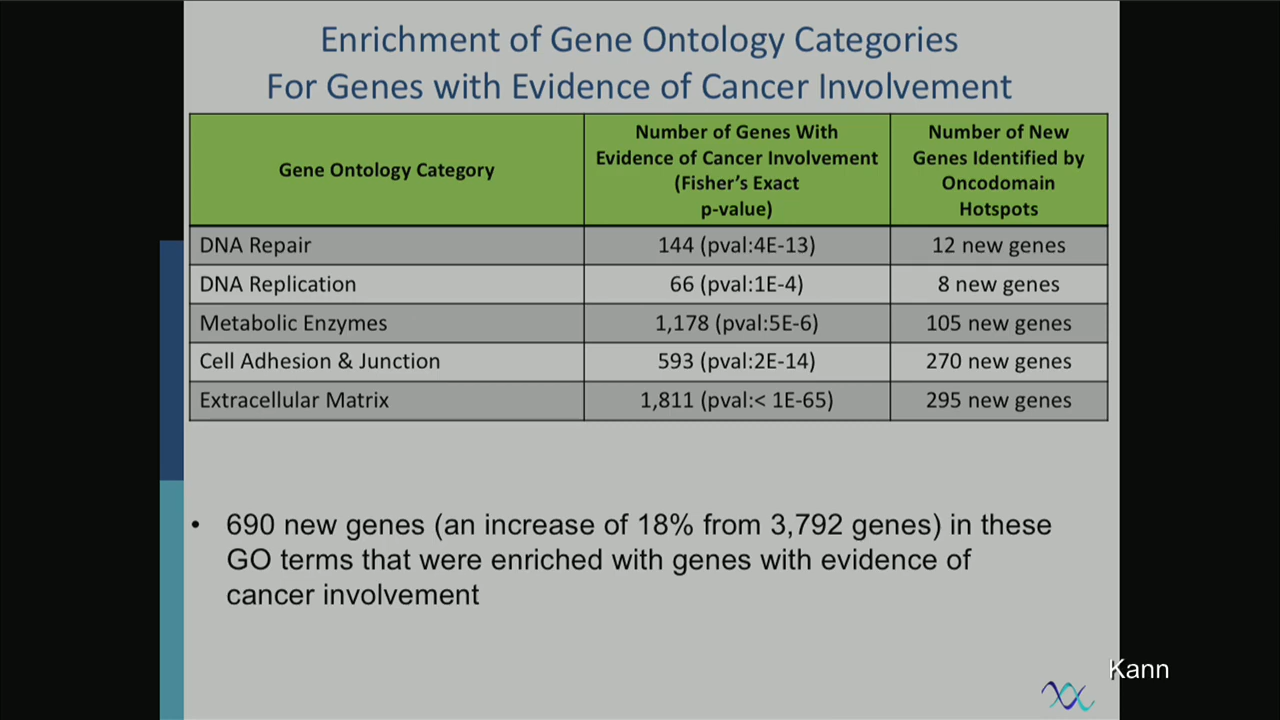 Enrichment of Gene Ontology Categories
For Genes with Evidence of Cancer Involvement
Gene Ontology Category
Number of Genes With
Evidence of Cancer Involvement
(Fisher's Exact
p-value)
Number of New
Genes Identified by
Oncodomain
Hotspots
DNA Repair 144 (pval:4E-13) 12 new genes
DNA Replication 66 (pval:1E-4) 8 new genes
Metabolic Enzymes 1,178 (pval:5E-6) 105 new genes
Cell Adhesion & Junction 593 (pval:2E-14) 270 new genes
Extracellular Matrix 1,811 (pval:< 1E-65) 295 new genes
• 690 new genes (an increase of 18% from 3,792 genes) in these
GO terms that were enriched with genes with evidence of
cancer involvement
Kann